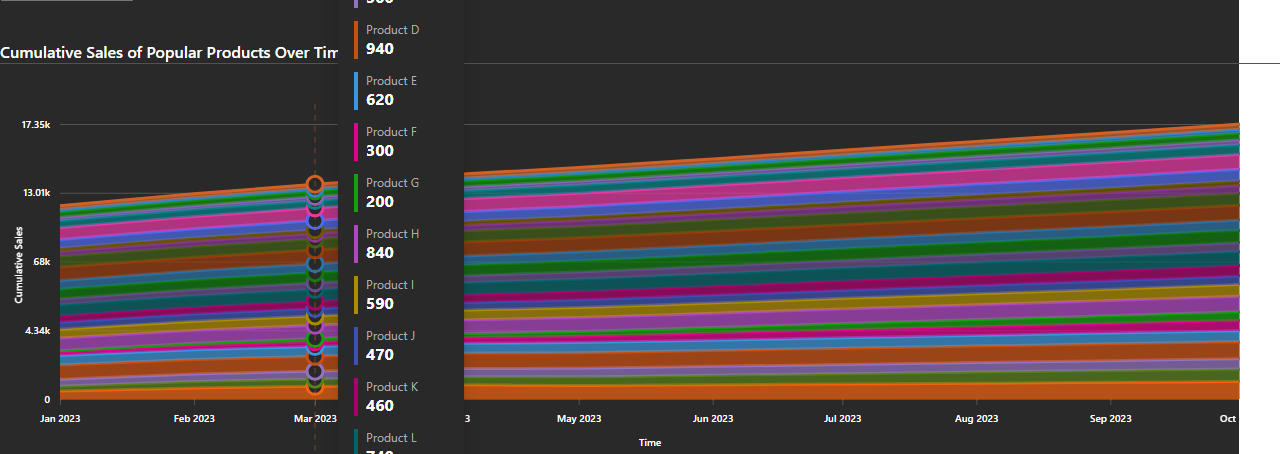 Product D
940
Cumulative Sales of Popular Products Over Tim
Product E
620
17.35k
Product F
300
Product G
200
13.01k
Product H
840
Cumulative Sales
68k
Product I
590
4.34k
Product J
470
Product K
460
0
Jan 2023 Feb 2023 Mar 2023 3 May 2023 Jun 2023 Jul 2023 Aug 2023 Sep 2023 Oct
Product L
Time